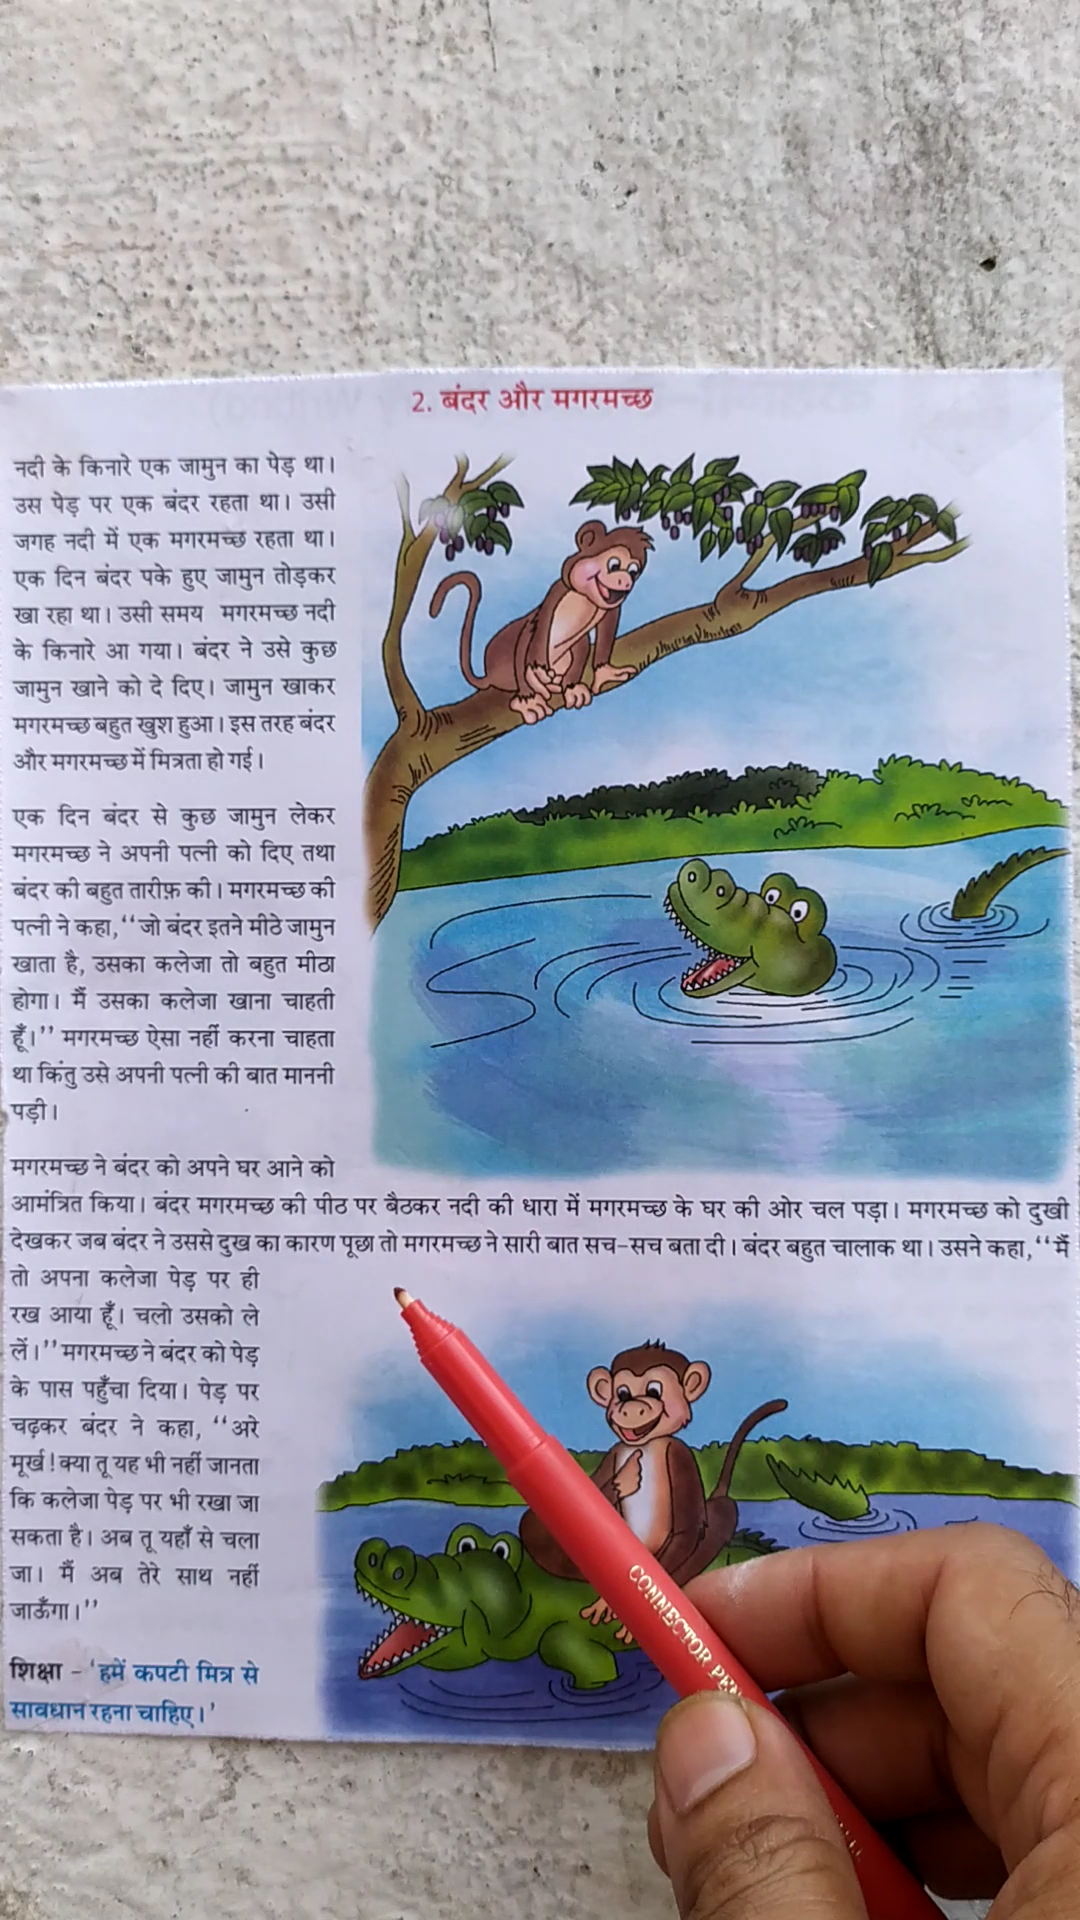 2. बंदर और मगरमच्छ
नदी के किनारे एक जामुन का पेड़ था।
उस पेड़ पर एक बंदर रहता था। उसी
जगह नदी में एक मगरमच्छ रहता था।
एक दिन बंदर पके हुए जामुन तोड़कर
खा रहा था। उसी समय मगरमच्छ नदी
के किनारे आ गया। बंदर ने उसे कुछ
जामुन खाने को दे दिए। जामुन खाकर
मगरमच्छ बहुत खुश हुआ। इस तरह बंदर
और मगरमच्छ में मित्रता हो गई।
एक दिन बंदर से कुछ जामुन लेकर
मगरमच्छ ने अपनी पत्नी को दिए तथा
बंदर की बहुत तारीफ़ की। मगरमच्छ की
पत्नी ने कहा, ‘‘जो बंदर इतने मीठे जामुन
खाता है, उसका कलेजा तो बहुत मीठा
होगा। मैं उसका कलेजा खाना चाहती
हूँ।’’ मगरमच्छ ऐसा नहीं करना चाहता
था किंतु उसे अपनी पत्नी की बात माननी
पड़ी।
मगरमच्छ ने बंदर को अपने घर आने को
आमंत्रित किया। बंदर मगरमच्छ की पीठ पर बैठकर नदी की धारा में मगरमच्छ के घर की ओर चल पड़ा। मगरमच्छ को दुखी
देखकर जब बंदर ने उससे दुख का कारण पूछा तो मगरमच्छ ने सारी बात सच-सच बता दी। बंदर बहुत चालाक था। उसने कहा, ‘‘मैं
तो अपना कलेजा पेड़ पर ही
रख आया हूँ। चलो उसको ले
लें।’’ मगरमच्छ ने बंदर को पेड़
के पास पहुँचा दिया। पेड़ पर
चढ़कर बंदर ने कहा, ‘‘अरे
मूर्ख! क्या तू यह भी नहीं जानता
कि कलेजा पेड़ पर भी रखा जा
सकता है। अब तू यहाँ से चला
जा। मैं अब तेरे साथ नहीं
जाऊँगा।’’
शिक्षा - ‘हमें कपटी मित्र से
सावधान रहना चाहिए।’
CONNECTOR PEN